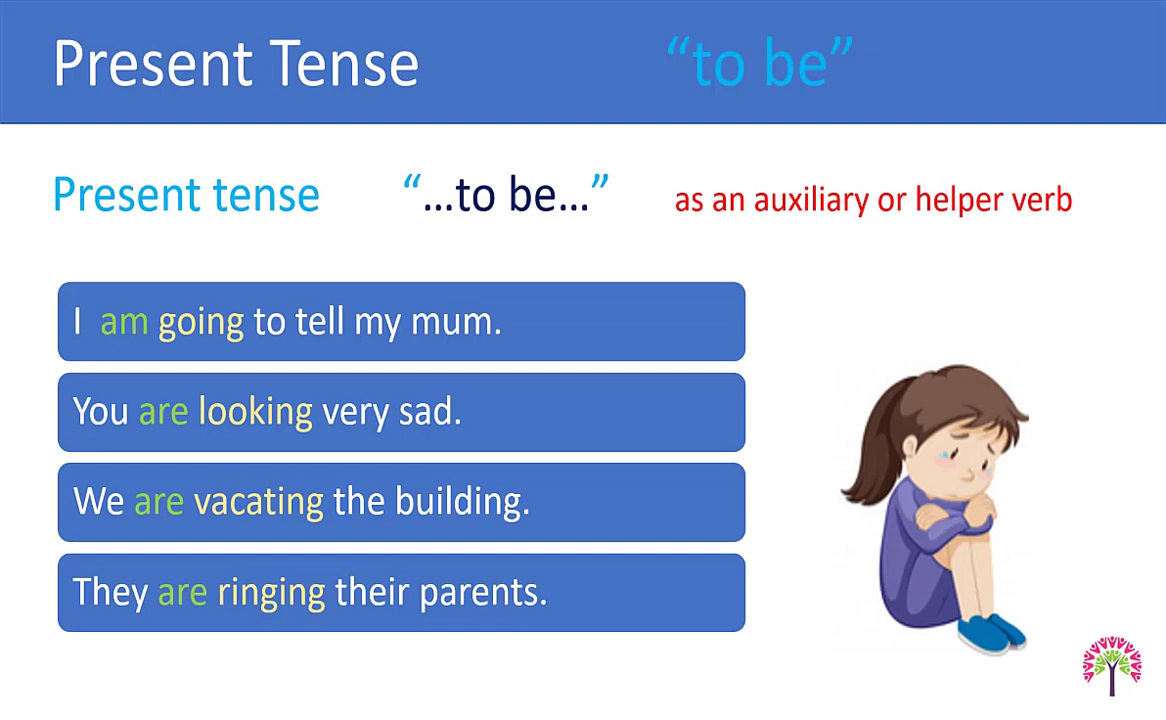 Present Tense “to be”
Present tense “...to be...” as an auxiliary or helper verb
I am going to tell my mum.
You are looking very sad.
We are vacating the building.
They are ringing their parents.